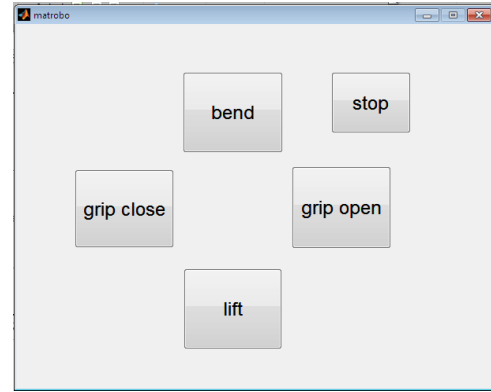 matrobo
bend
stop
grip close
grip open
lift